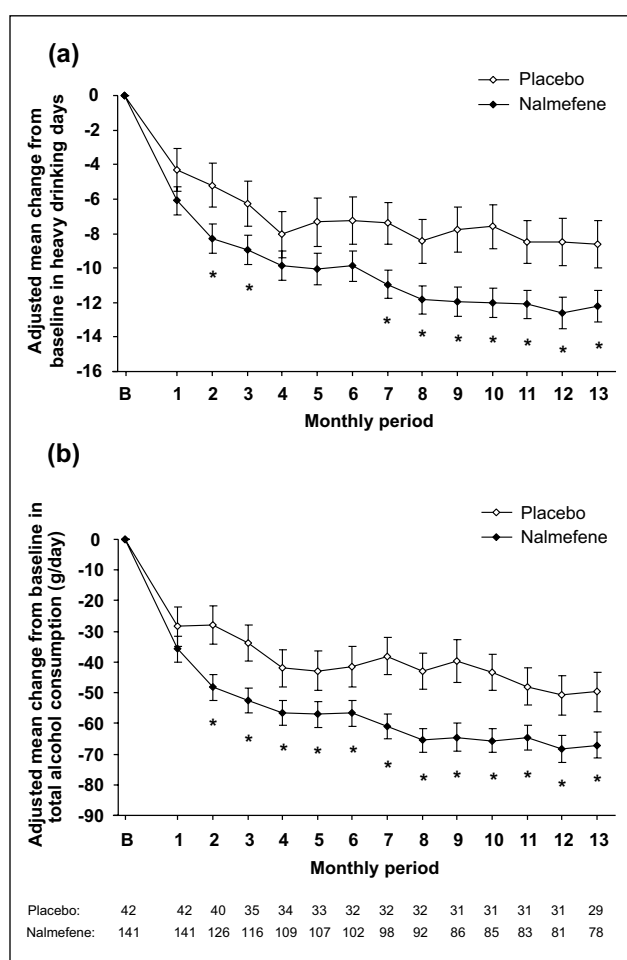 (a)
Placebo
Nalmefene
Adjusted mean change from
baseline in heavy drinking days
0
-2
-4
-6
-8
-10
-12
-14
-16
* * * * * * * * *
B 1 2 3 4 5 6 7 8 9 10 11 12 13
Monthly period
(b)
Placebo
Nalmefene
Adjusted mean change from baseline in
total alcohol consumption (g/day)
0
-10
-20
-30
-40
-50
-60
-70
-80
-90
* * * * * * * * * * * *
B 1 2 3 4 5 6 7 8 9 10 11 12 13
Monthly period
Placebo: 42 42 40 35 34 33 32 32 32 31 31 31 31 29
Nalmefene: 141 141 126 116 109 107 102 98 92 86 85 83 81 78